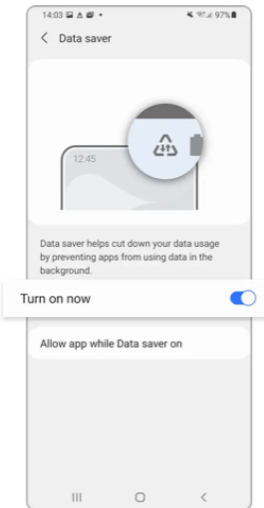 14:03 97%
Data saver
12:45
Data saver helps cut down your data usage
by preventing apps from using data in the
background.
Turn on now
Allow app while Data saver on